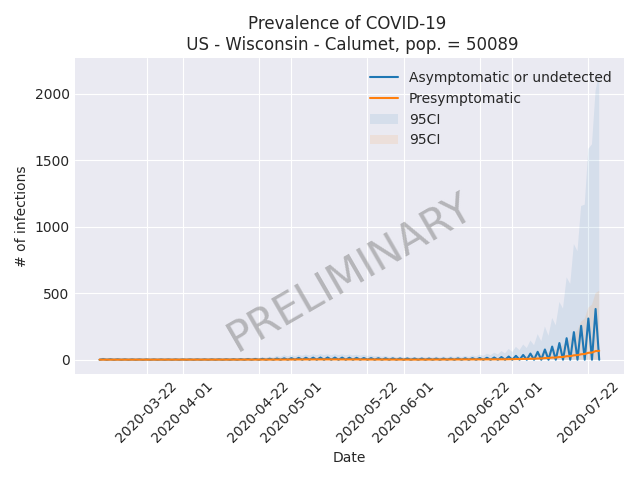 Prevalence of COVID-19
US - Wisconsin - Calumet, pop. = 50089
Asymptomatic or undetected
Presymptomatic
95CI
95CI
2000
1500
1000
500
0
# of infections
PRELIMINARY
2020-03-22
2020-04-01
2020-04-22
2020-05-01
2020-05-22
2020-06-01
2020-06-22
2020-07-01
2020-07-22
Date